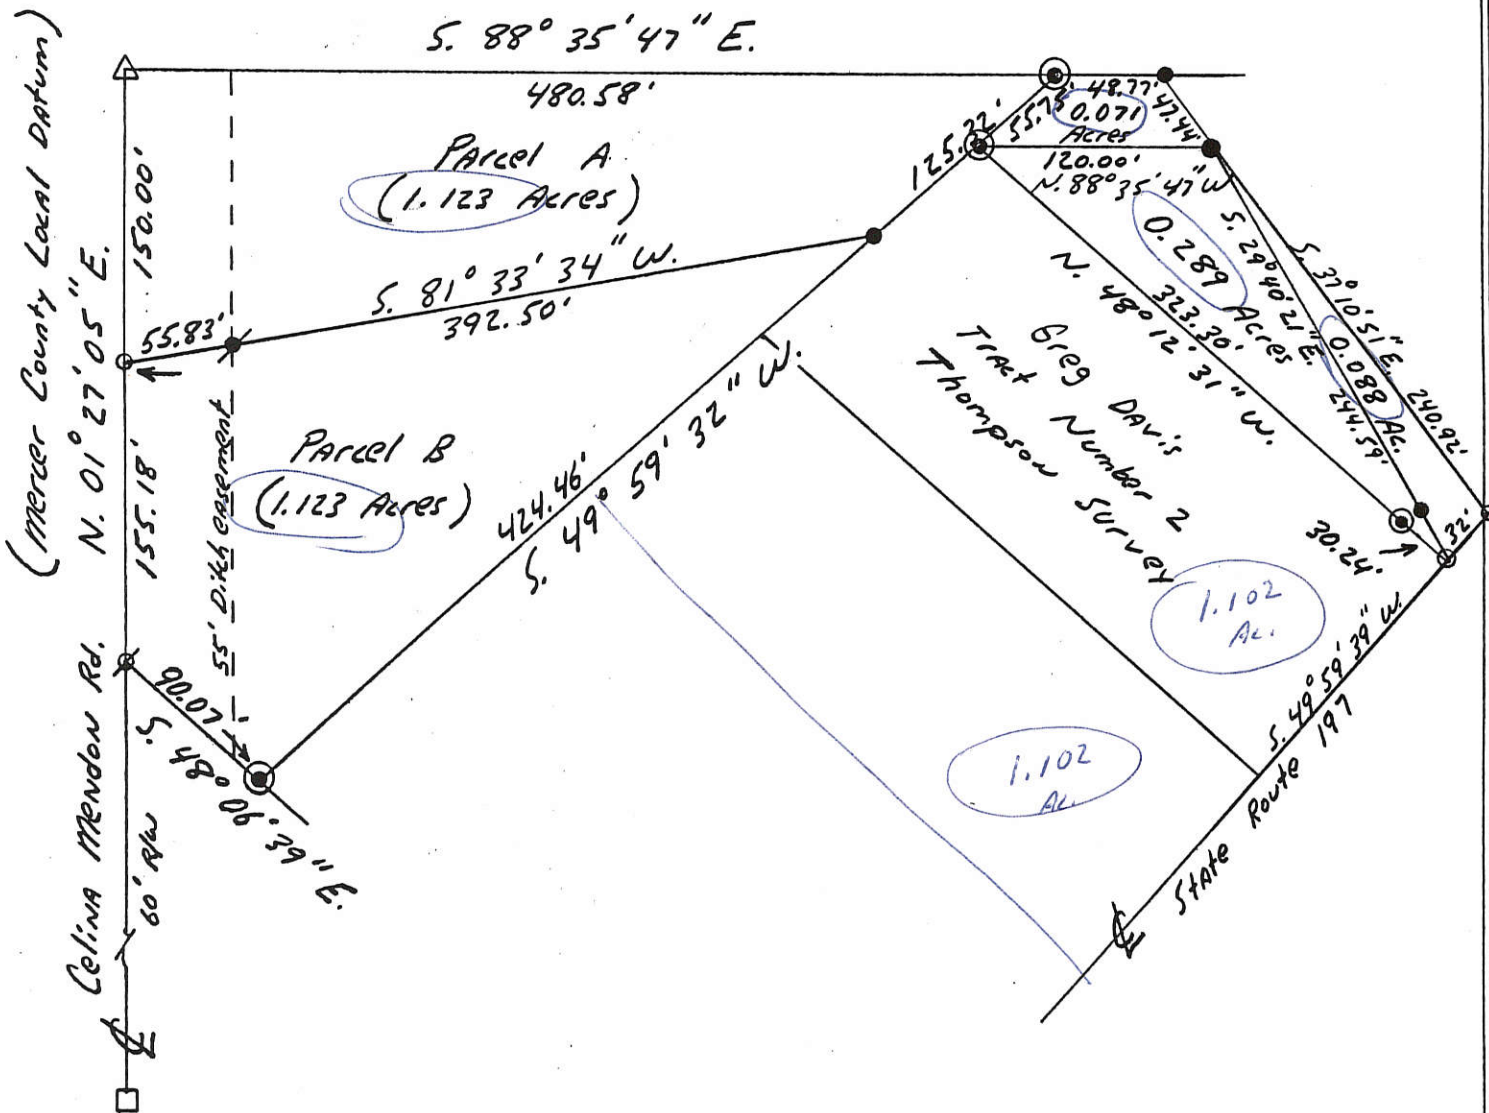 S. 88° 35' 47" E.
480.58'
(Mercer County Local Datum)
N. 01° 27' 05" E.
150.00'
155.18'
Parcel A
(1.123 Acres)
S. 81° 33' 34" W.
392.50'
55.83'
55' Ditch easement
Parcel B
(1.123 Acres)
424.46'
S. 49° 59' 32" W.
125.22'
55.75'
48.77'
47.44'
0.071
Acres
120.00'
N. 88° 35' 47" W.
0.289 Acres
S. 29° 40' 21" E.
244.59'
S. 37° 10' 51" E. 240.92'
0.088
Ac.
N. 48° 12' 31" W.
323.30'
Greg Davis
Tract Number 2
Thompson Survey
30.24'
32'
1.102
Ac.
1.102
Ac.
S. 49° 59' 39" W.
State Route 197
℄
90.07'
S 48° 06' 39" E.
Celina Mendon Rd.
60' R/W
℄